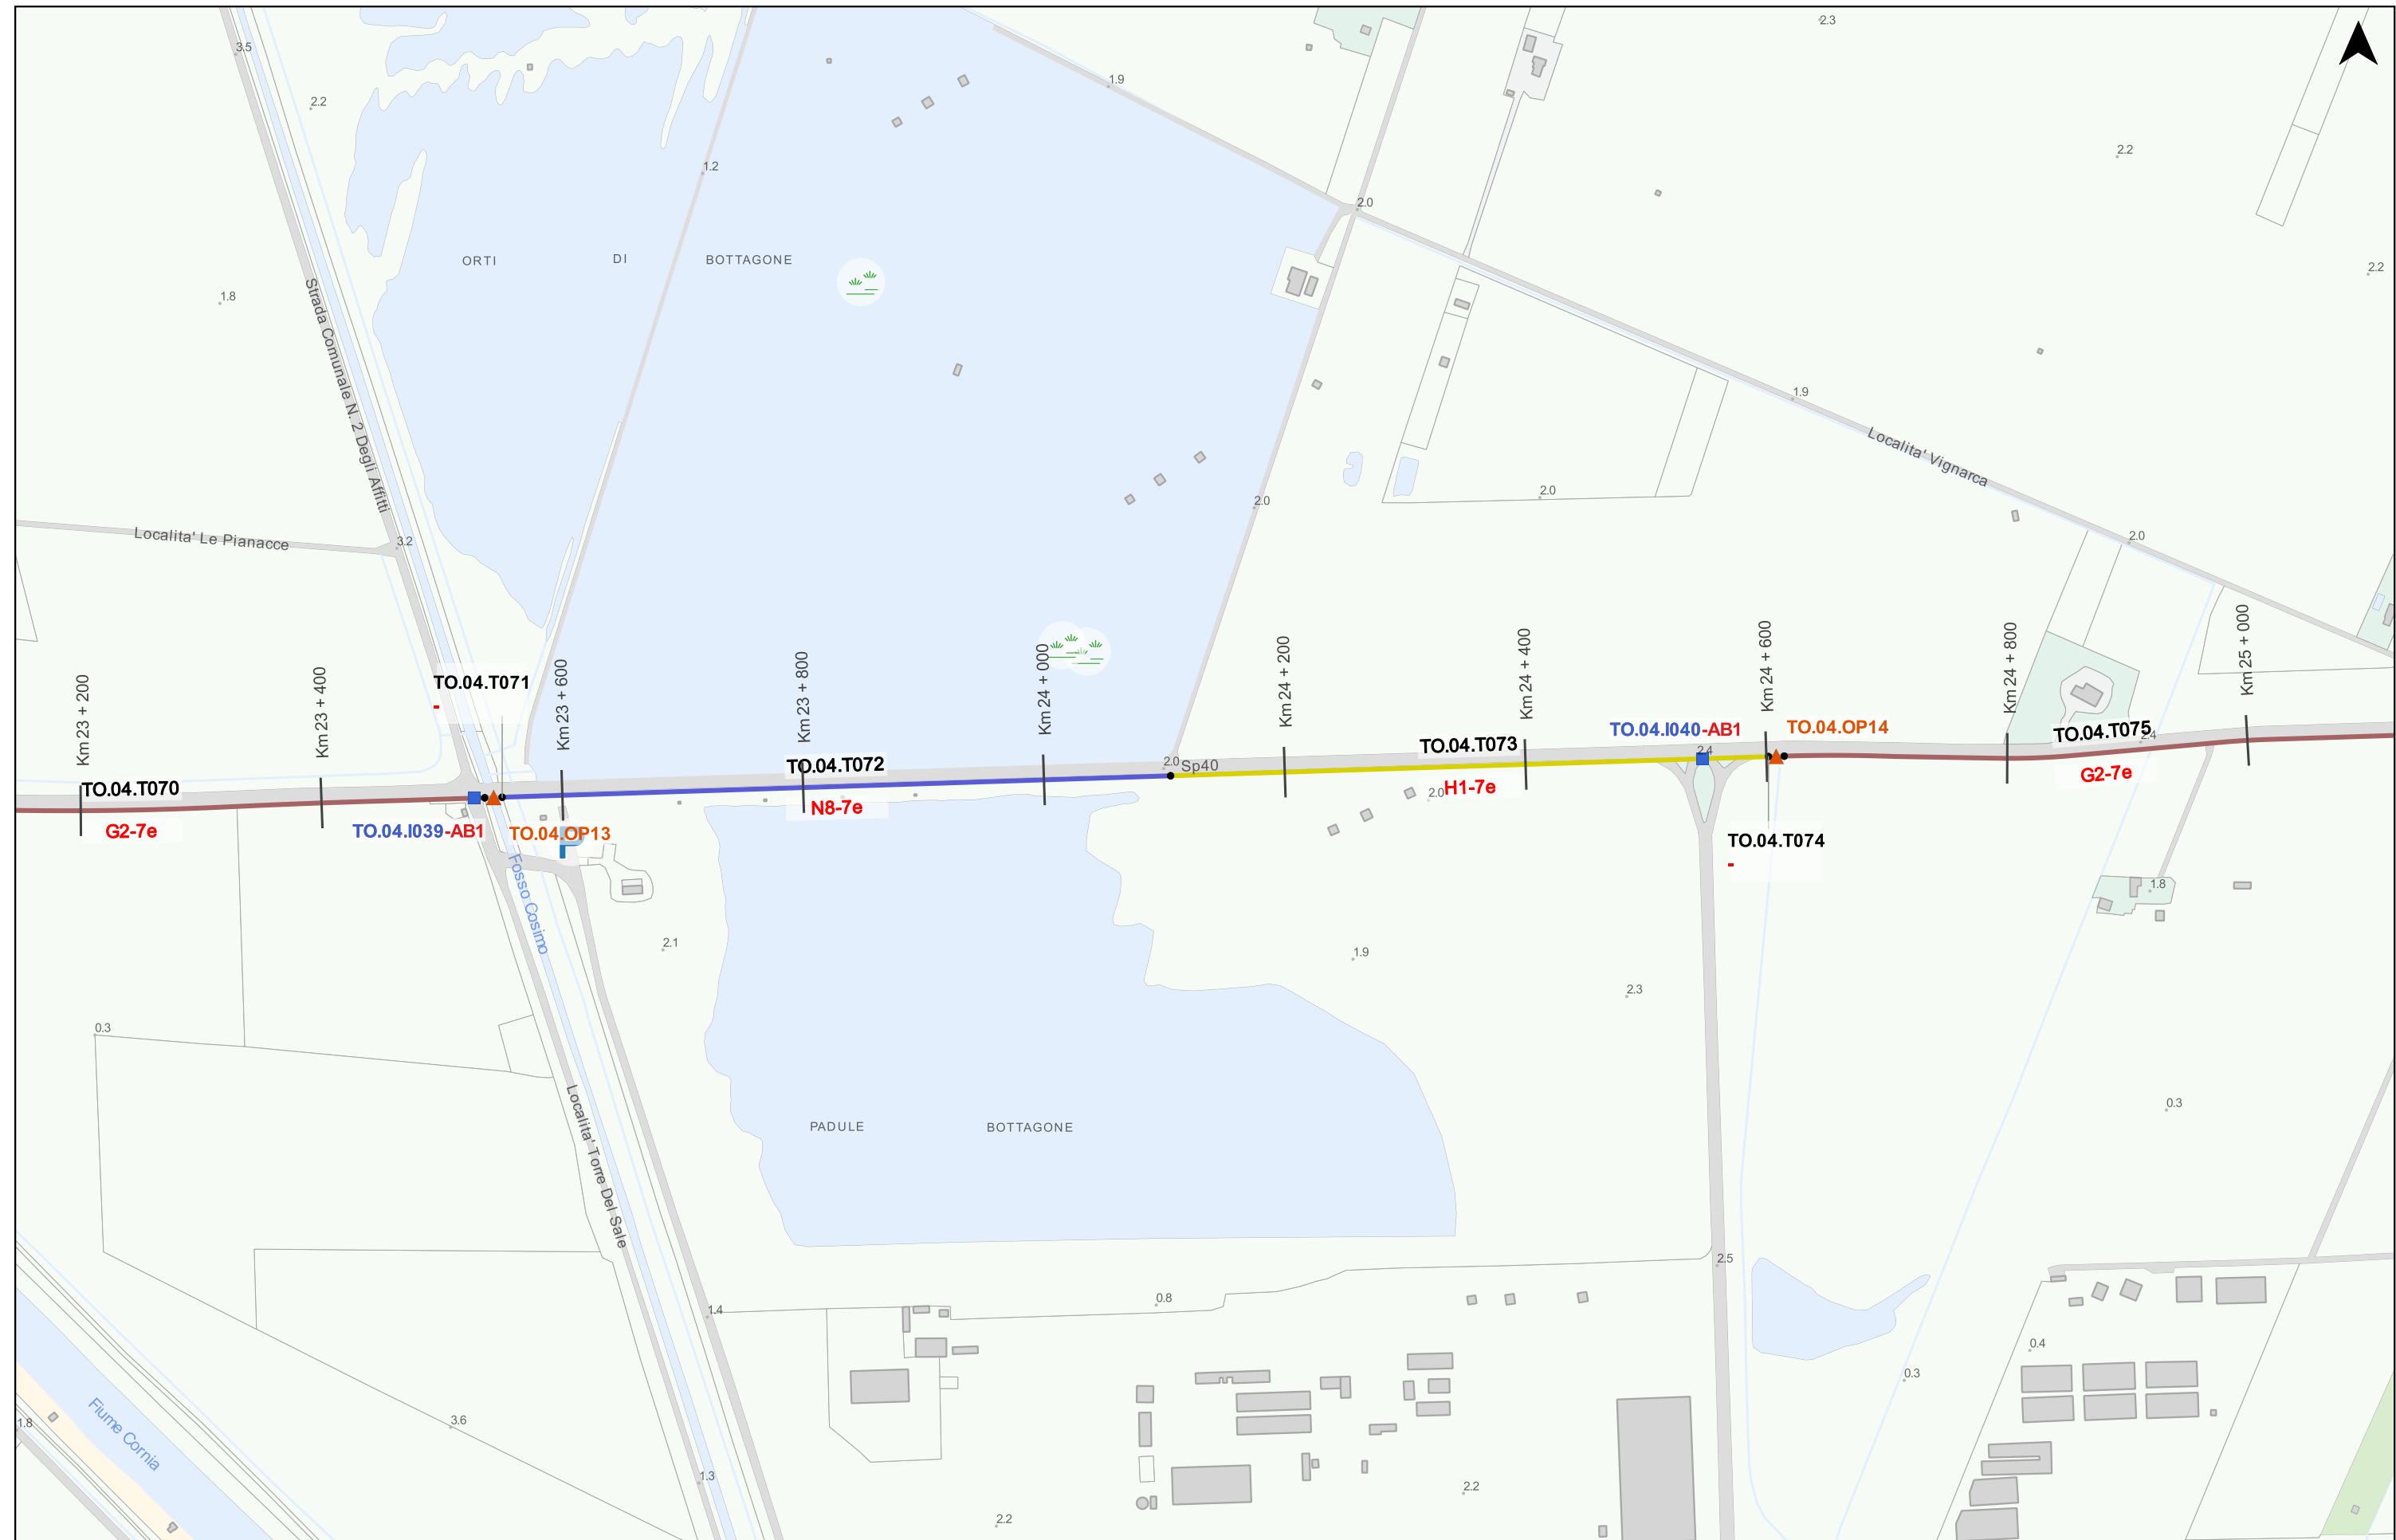 2.3
3.5
1.9
2.2
2.2
1.2
2.0
ORTI DI BOTTAGONE
2.2
1.8
Strada Comunale N. 2 Degli Affitti
1.9
Localita' Vignarca
2.0
2.0
Localita' Le Pianacce
3.2
2.0
Km 23 + 200
Km 23 + 400
TO.04.T071
-
Km 23 + 600
Km 23 + 800
Km 24 + 000
Km 24 + 200
Km 24 + 400
Km 24 + 600
Km 24 + 800
Km 25 + 000
TO.04.I040-AB1
TO.04.OP14
TO.04.T075
2.4
TO.04.T073
2.4
TO.04.T072
2.0
Sp40
G2-7e
TO.04.T070
H1-7e
2.0
N8-7e
G2-7e
TO.04.I039-AB1
TO.04.OP13
P
TO.04.T074
-
Fosso Cosimo
1.8
2.1
1.9
2.3
0.3
0.3
Localita' Torre Del Sale
PADULE BOTTAGONE
2.5
0.8
1.4
0.4
0.3
Fiume Cornia
1.8
3.6
1.3
2.2
2.2